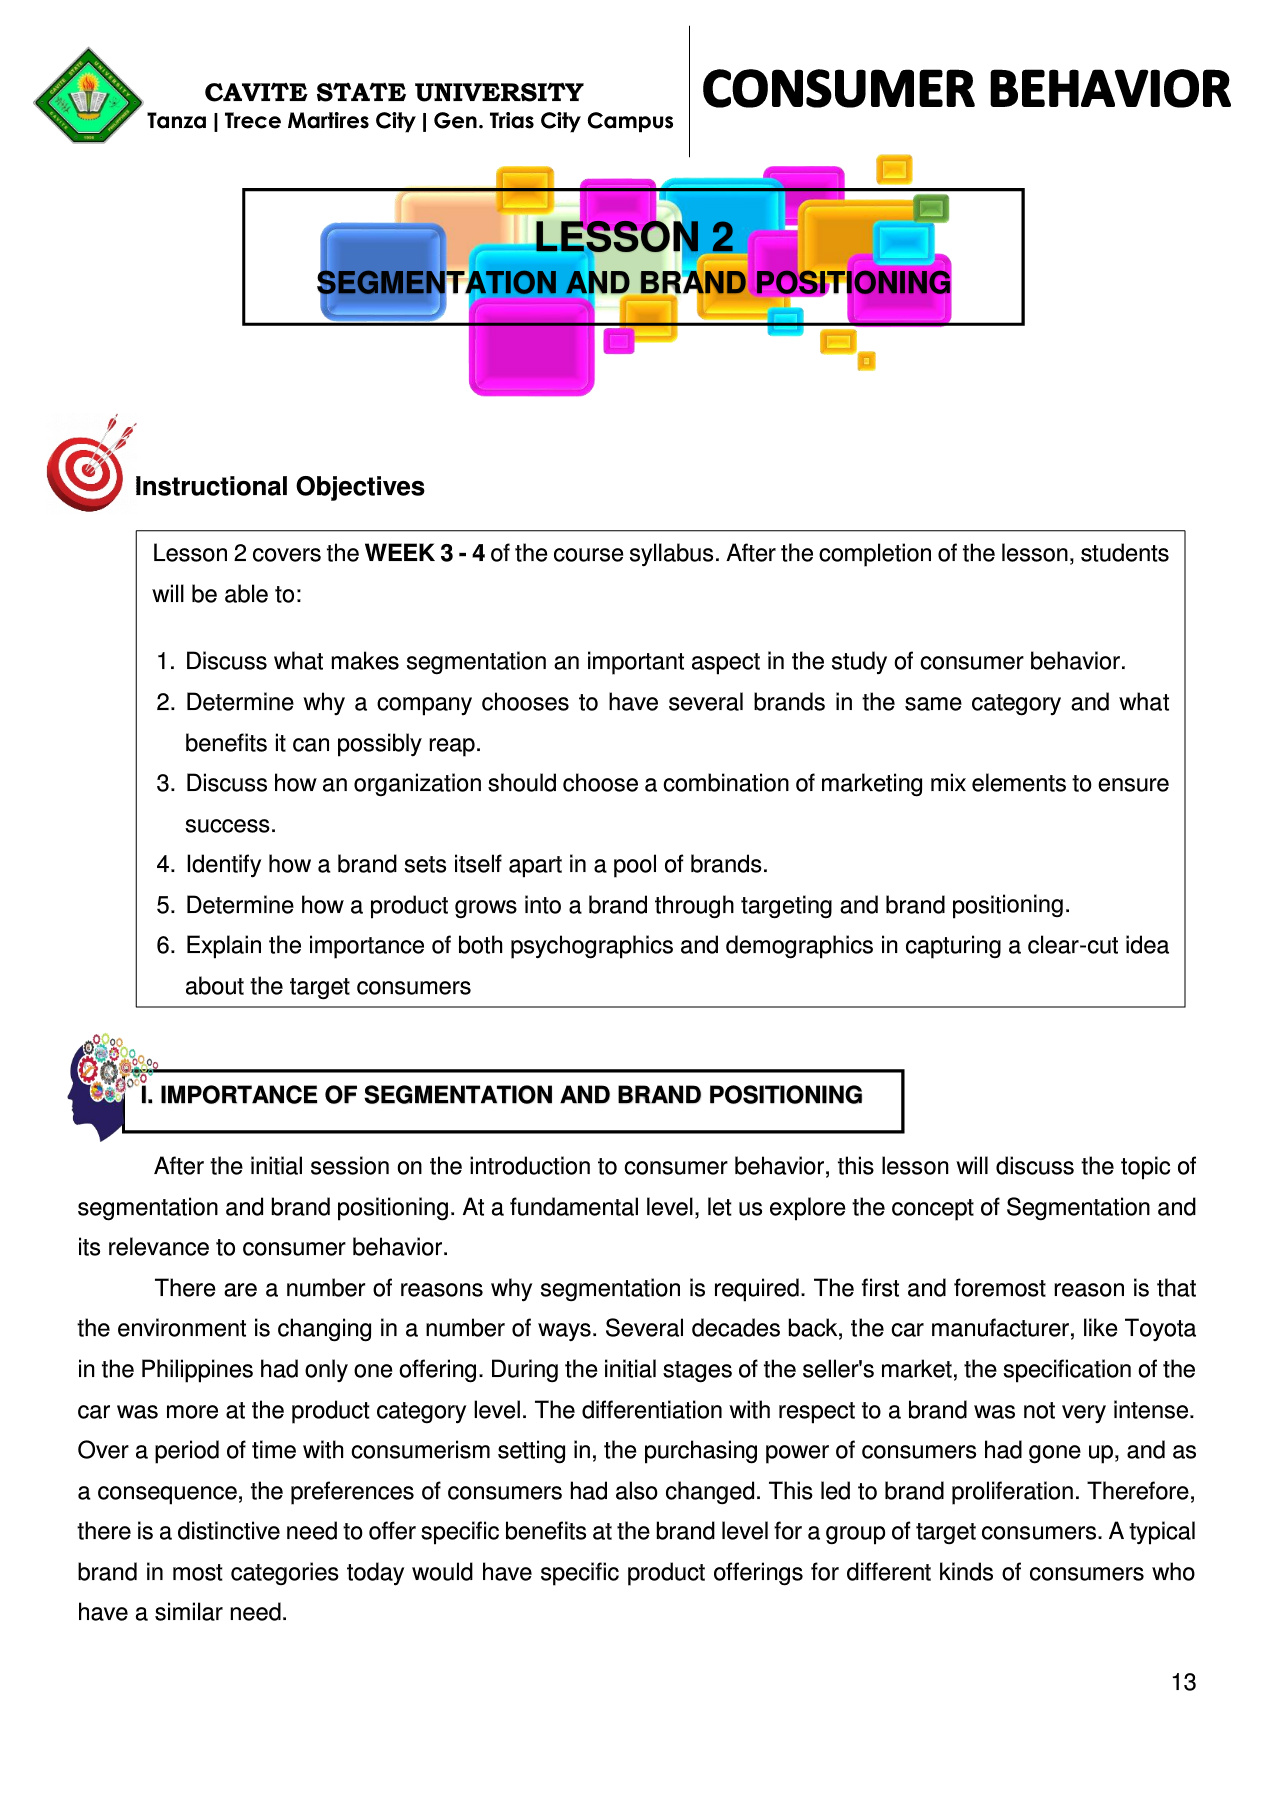 CAVITE STATE UNIVERSITY
Tanza | Trece Martires City | Gen. Trias City Campus
CONSUMER BEHAVIOR
LESSON 2
SEGMENTATION AND BRAND POSITIONING
Instructional Objectives
Lesson 2 covers the WEEK 3 - 4 of the course syllabus. After the completion of the lesson, students
will be able to:
1. Discuss what makes segmentation an important aspect in the study of consumer behavior.
2. Determine why a company chooses to have several brands in the same category and what
benefits it can possibly reap.
3. Discuss how an organization should choose a combination of marketing mix elements to ensure
success.
4. Identify how a brand sets itself apart in a pool of brands.
5. Determine how a product grows into a brand through targeting and brand positioning.
6. Explain the importance of both psychographics and demographics in capturing a clear-cut idea
about the target consumers
I. IMPORTANCE OF SEGMENTATION AND BRAND POSITIONING
After the initial session on the introduction to consumer behavior, this lesson will discuss the topic of
segmentation and brand positioning. At a fundamental level, let us explore the concept of Segmentation and
its relevance to consumer behavior.
There are a number of reasons why segmentation is required. The first and foremost reason is that
the environment is changing in a number of ways. Several decades back, the car manufacturer, like Toyota
in the Philippines had only one offering. During the initial stages of the seller's market, the specification of the
car was more at the product category level. The differentiation with respect to a brand was not very intense.
Over a period of time with consumerism setting in, the purchasing power of consumers had gone up, and as
a consequence, the preferences of consumers had also changed. This led to brand proliferation. Therefore,
there is a distinctive need to offer specific benefits at the brand level for a group of target consumers. A typical
brand in most categories today would have specific product offerings for different kinds of consumers who
have a similar need.
13